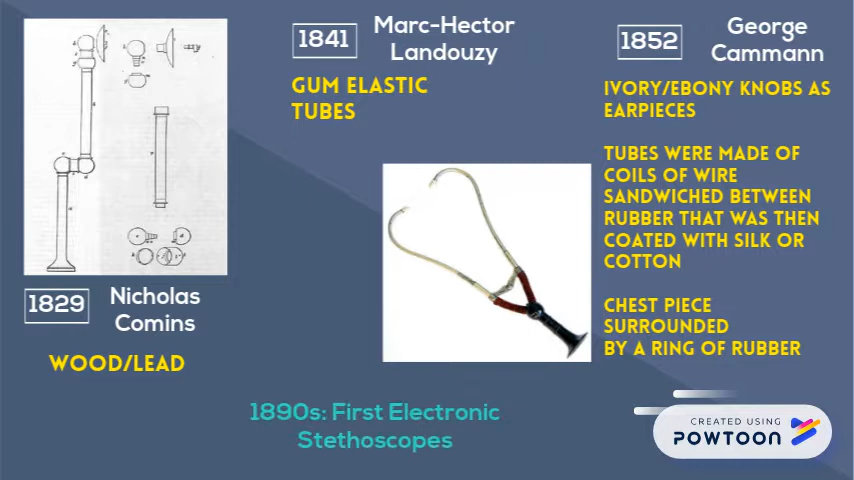 1829
Nicholas
Comins
WOOD/LEAD
1841
Marc-Hector
Landouzy
GUM ELASTIC
TUBES
1852
George
Cammann
IVORY/EBONY KNOBS AS
EARPIECES
TUBES WERE MADE OF
COILS OF WIRE
SANDWICHED BETWEEN
RUBBER THAT WAS THEN
COATED WITH SILK OR
COTTON
CHEST PIECE
SURROUNDED
BY A RING OF RUBBER
1890s: First Electronic
Stethoscopes
CREATED USING
POWTOON